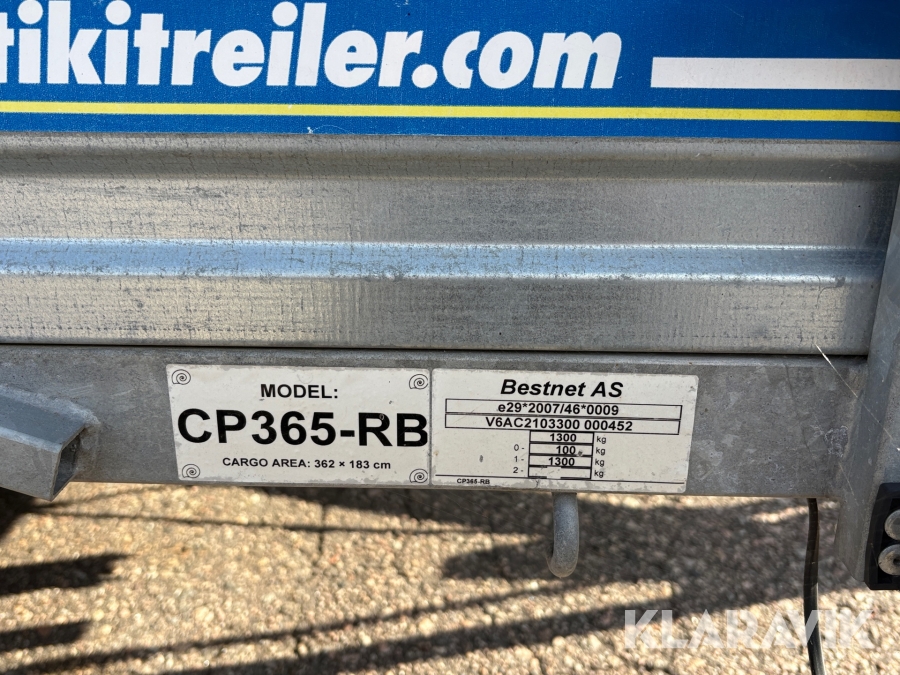 tikitreiler.com
MODEL:
CP365-RB
CARGO AREA: 362 × 183 cm
Bestnet AS
e29*2007/46*0009
V6AC2103300 000452
1300 kg
0 - 100 kg
1 - 1300 kg
2 -
CP365-RB
KLARAVIK